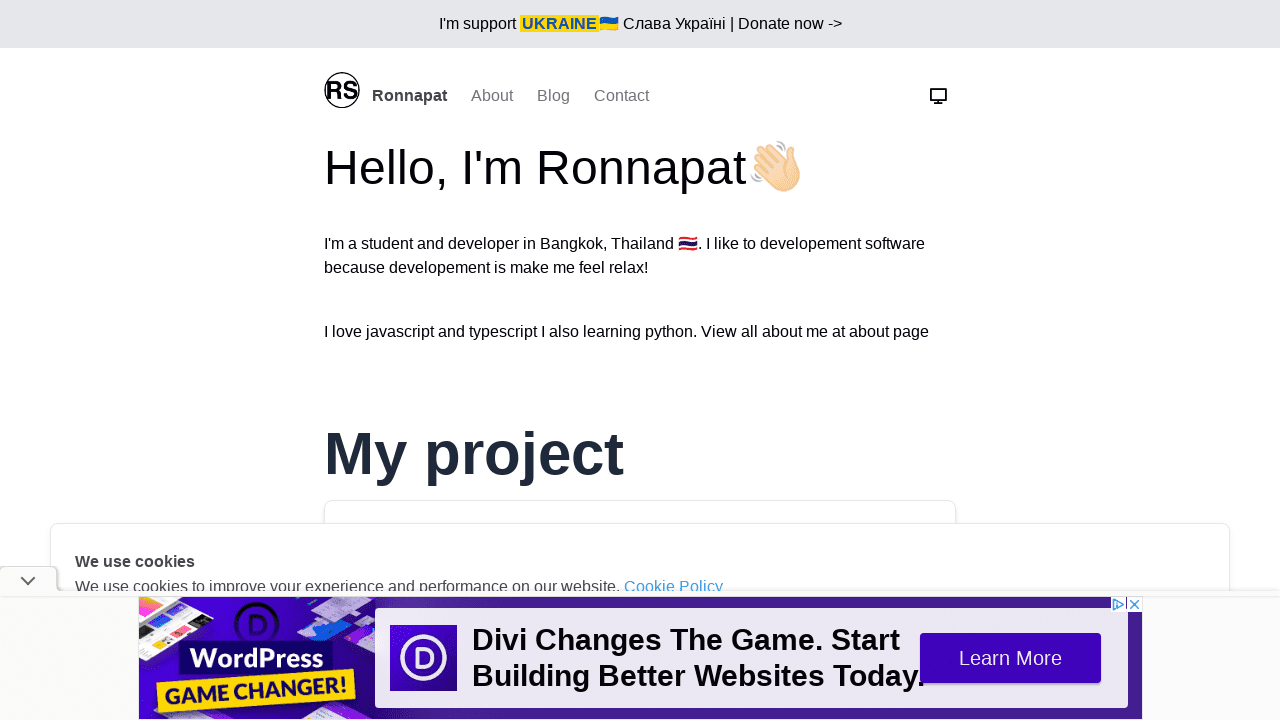 I'm support UKRAINE🇺🇦 Слава Україні | Donate now ->
RS Ronnapat About Blog Contact
Hello, I'm Ronnapat👋🏻
I'm a student and developer in Bangkok, Thailand 🇹🇭. I like to developement software
because developement is make me feel relax!
I love javascript and typescript I also learning python. View all about me at about page
My project
We use cookies
We use cookies to improve your experience and performance on our website. Cookie Policy
WordPress
GAME CHANGER!
Divi Changes The Game. Start
Building Better Websites Today.
Learn More